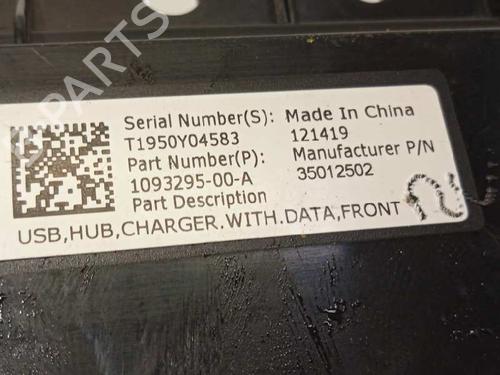 Serial Number(S): Made In China
T1950Y04583 121419
Part Number(P): Manufacturer P/N
1093295-00-A 35012502
Part Description
USB,HUB,CHARGER.WITH.DATA,FRONT
B PARTS